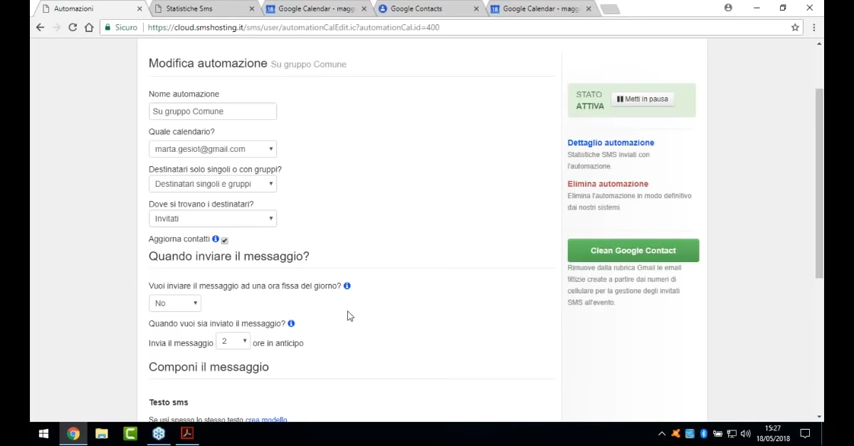 Automazioni
Statistiche Sms
Google Calendar - magg
Google Contacts
Google Calendar - magg
Sicuro
https://cloud.smshosting.it/sms/user/automationCalEdit.ic?automationCal.id=400
Modifica automazione Su gruppo Comune
Nome automazione
Su gruppo Comune
Quale calendario?
marta.gesiot@gmail.com
Destinatari solo singoli o con gruppi?
Destinatari singoli e gruppi
Dove si trovano i destinatari?
Invitati
Aggiorna contatti
Quando inviare il messaggio?
Vuoi inviare il messaggio ad una ora fissa del giorno?
No
Quando vuoi sia inviato il messaggio?
Invia il messaggio 2 ore in anticipo
Componi il messaggio
Testo sms
Se usi spesso lo stesso testo crea modello
STATO
ATTIVA
Metti in pausa
Dettaglio automazione
Statistiche SMS inviati con
l'automazione.
Elimina automazione
Elimina l'automazione in modo definitivo
dai nostri sistemi
Clean Google Contact
Rimuove dalla rubrica Gmail le email
fittizie create a partire dai numeri di
cellulare per la gestione degli invitati
SMS all'evento.
15:27
18/05/2018